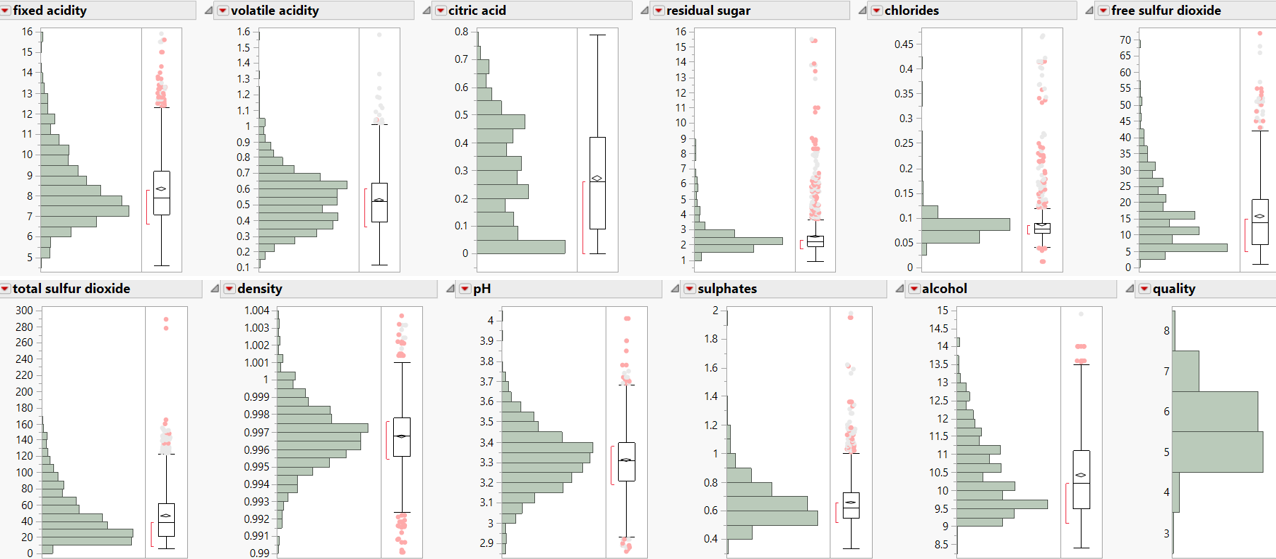 fixed acidity volatile acidity citric acid residual sugar chlorides free sulfur dioxide
16 1.6 0.8 16 0.45 70
15 1.5 0.7 15 0.4 65
14 1.4 0.6 14 0.35 60
13 1.3 0.5 13 0.3 55
12 1.2 0.4 12 0.25 50
11 1.1 0.3 11 0.2 45
10 1 0.2 10 0.15 40
9 0.9 0.1 9 0.1 35
8 0.8 0 8 0.05 30
7 0.7 7 0 25
6 0.6 6 20
5 0.5 5 15
0.4 4 10
0.3 3 5
0.2 2 0
0.1 1
total sulfur dioxide density pH sulphates alcohol quality
300 1.004 4 2 15 8
280 1.003 3.9 1.8 14.5 7
260 1.002 3.8 1.6 14 6
240 1.001 3.7 1.4 13.5 5
220 1 3.6 1.2 13 4
200 0.999 3.5 1 12.5 3
180 0.998 3.4 0.8 12
160 0.997 3.3 0.6 11.5
140 0.996 3.2 0.4 11
120 0.995 3.1 10.5
100 0.994 3 10
80 0.993 2.9 9.5
60 0.992 9
40 0.991 8.5
20 0.99
0